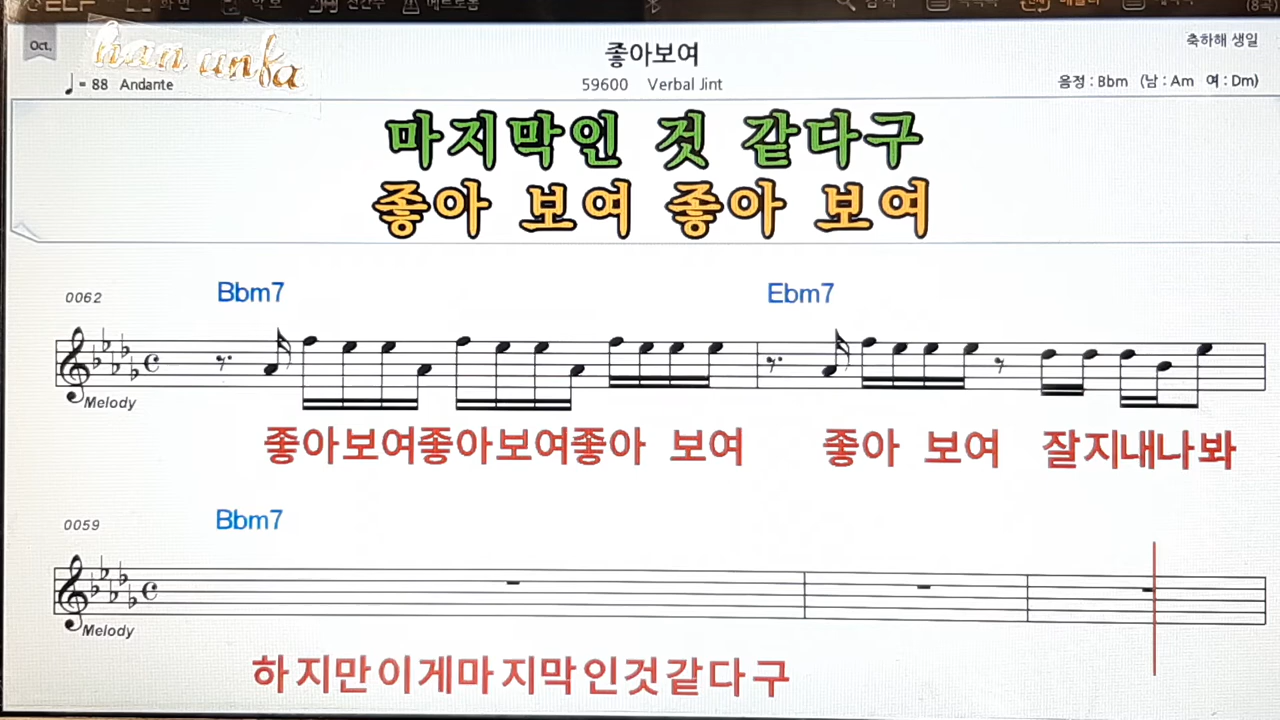 Oct.
han unfa
좋아보여
축하해 생일
♩= 88 Andante
59600 Verbal Jint
음정 : Bbm (남 : Am 여 : Dm)
마지막인 것 같다구
좋아 보여 좋아 보여
0062
Bbm7 Ebm7
Melody
좋아보여좋아보여좋아 보여 좋아 보여 잘지내나봐
0059
Bbm7
Melody
하지만이게마지막인것같다구